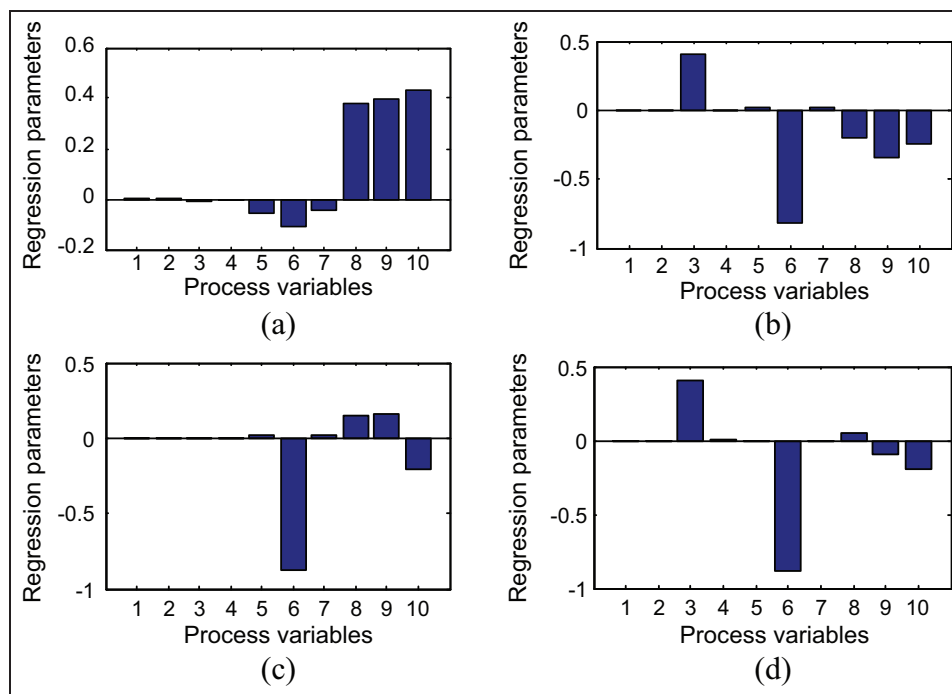 0.6
0.4
0.2
0
-0.2
Regression parameters
1 2 3 4 5 6 7 8 9 10
Process variables
(a)
0.5
0
-0.5
-1
Regression parameters
1 2 3 4 5 6 7 8 9 10
Process variables
(b)
0.5
0
-0.5
-1
Regression parameters
1 2 3 4 5 6 7 8 9 10
Process variables
(c)
0.5
0
-0.5
-1
Regression parameters
1 2 3 4 5 6 7 8 9 10
Process variables
(d)